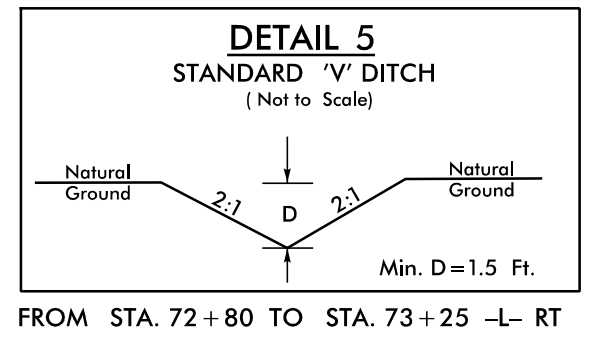 DETAIL 5
STANDARD 'V' DITCH
( Not to Scale)
Natural
Ground
2:1
D
2:1
Natural
Ground
Min. D=1.5 Ft.
FROM STA. 72+80 TO STA. 73+25 -L- RT